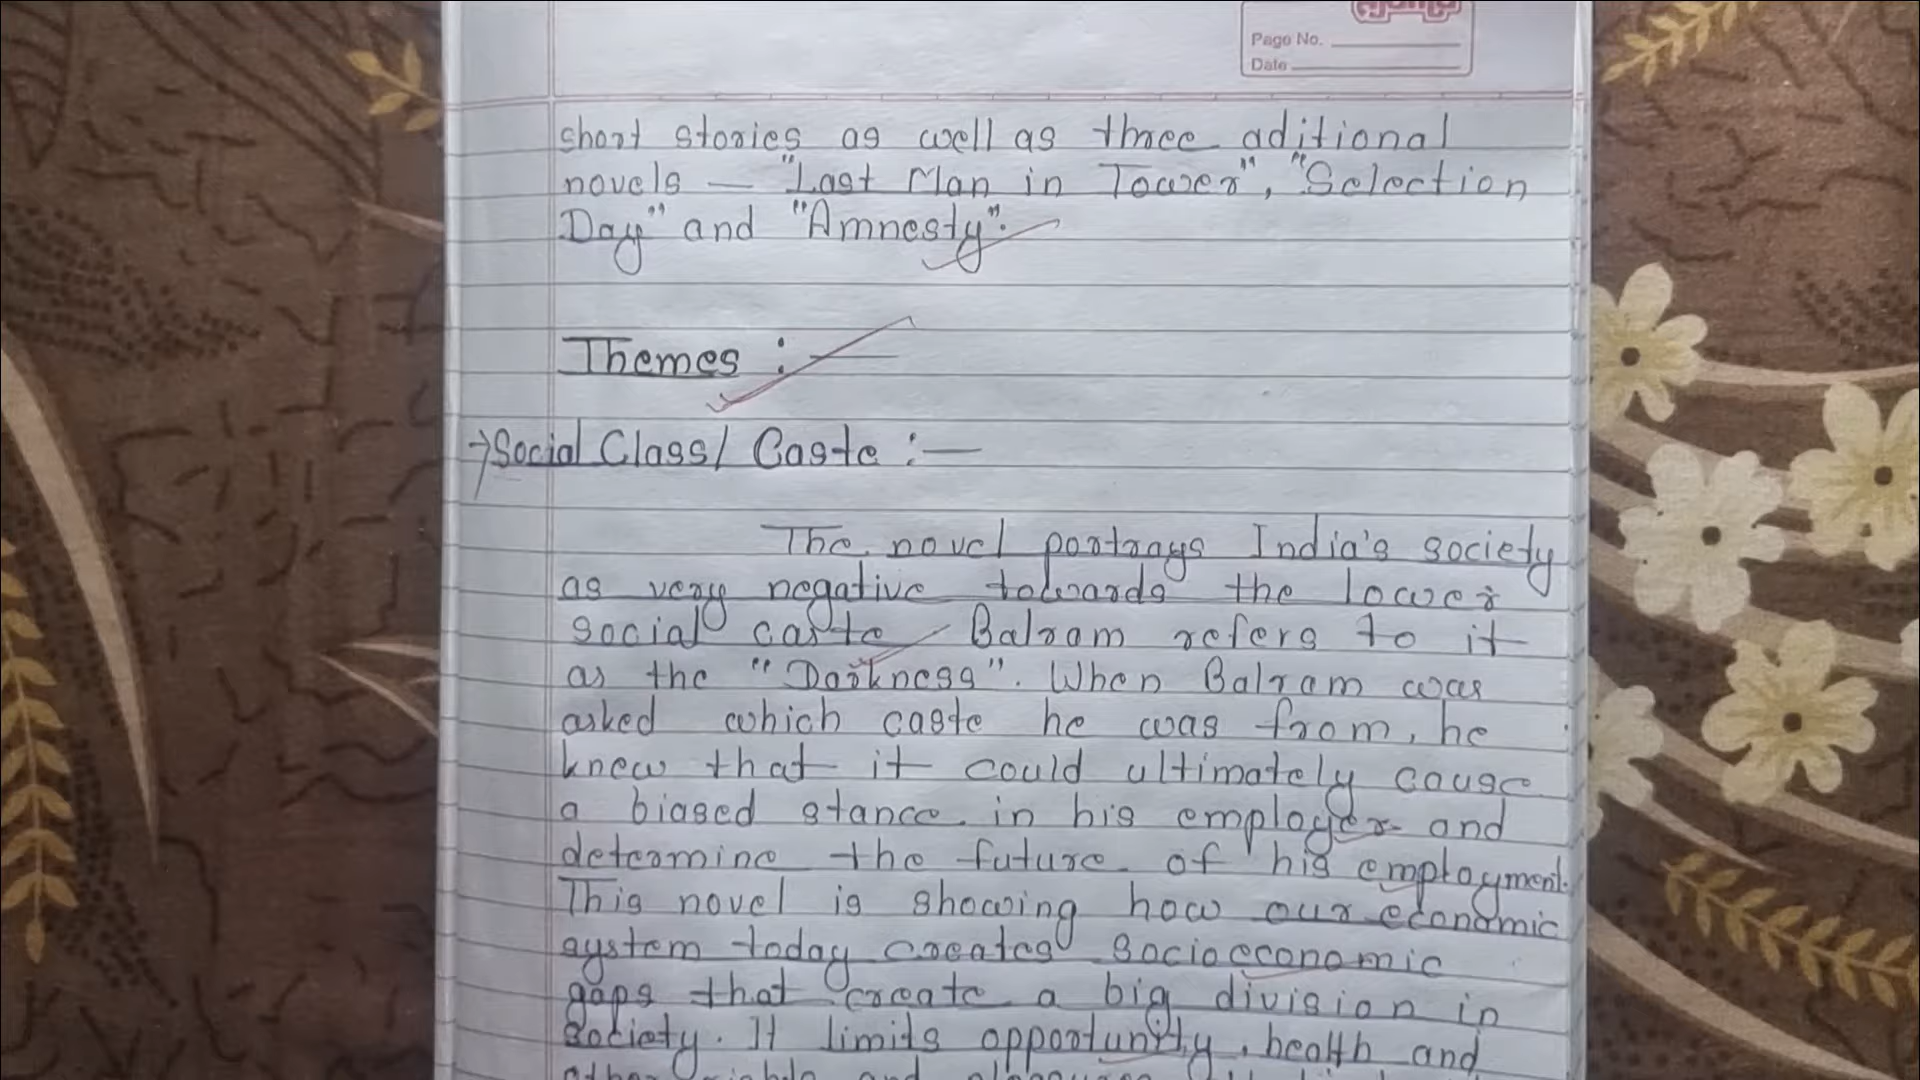 Page No.
Date
short stories as well as three aditional
novels — "Last Man in Tower", "Selection
Day" and "Amnesty".
Themes :—
→Social Class/ Caste :—
The novel portrays India's society
as very negative towards the lower
social caste Balram refers to it
as the "Darkness". When Balram was
asked which caste he was from, he
knew that it could ultimately cause
a biased stance in his employer and
determine the future of his employment.
This novel is showing how our economic
system today creates socioeconomic
gaps that create a big division in
society. It limits opportunity, health and
other and